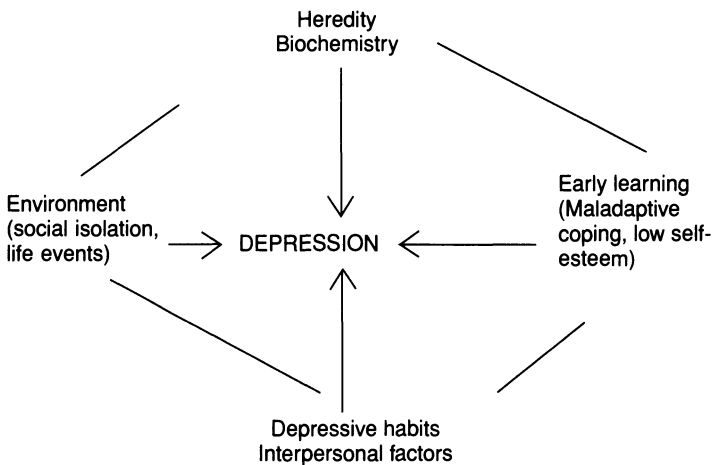 Heredity
Biochemistry
Environment
(social isolation,
life events)
DEPRESSION
Early learning
(Maladaptive
coping, low self-
esteem)
Depressive habits
Interpersonal factors